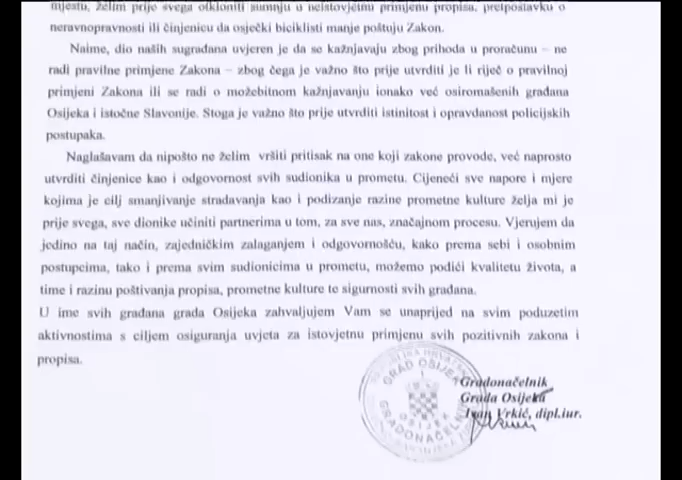 mjestu, želim prije svega otkloniti sumnju u neistovjetnu primjenu propisa, pretpostavku o
neravnopravnosti ili činjenicu da osječki biciklisti manje poštuju Zakon.
Naime, dio naših sugrađana uvjeren je da se kažnjavaju zbog prihoda u proračunu – ne
radi pravilne primjene Zakona – zbog čega je važno što prije utvrditi je li riječ o pravilnoj
primjeni Zakona ili se radi o možebitnom kažnjavanju ionako već osiromašenih građana
Osijeka i istočne Slavonije. Stoga je važno što prije utvrditi istinitost i opravdanost policijskih
postupaka.
Naglašavam da nipošto ne želim vršiti pritisak na one koji zakone provode, već naprosto
utvrditi činjenice kao i odgovornost svih sudionika u prometu. Cijeneći sve napore i mjere
kojima je cilj smanjivanje stradavanja kao i podizanje razine prometne kulture želja mi je
prije svega, sve dionike učiniti partnerima u tom, za sve nas, značajnom procesu. Vjerujem da
jedino na taj način, zajedničkim zalaganjem i odgovornošću, kako prema sebi i osobnim
postupcima, tako i prema svim sudionicima u prometu, možemo podići kvalitetu života, a
time i razinu poštivanja propisa, prometne kulture te sigurnosti svih građana.
U ime svih građana grada Osijeka zahvaljujem Vam se unaprijed na svim poduzetim
aktivnostima s ciljem osiguranja uvjeta za istovjetnu primjenu svih pozitivnih zakona i
propisa.
GRAD OSIJEK
GRADONAČELNIK
OSIJEK
Gradonačelnik
Grada Osijeka
Ivan Vrkić, dipl.iur.